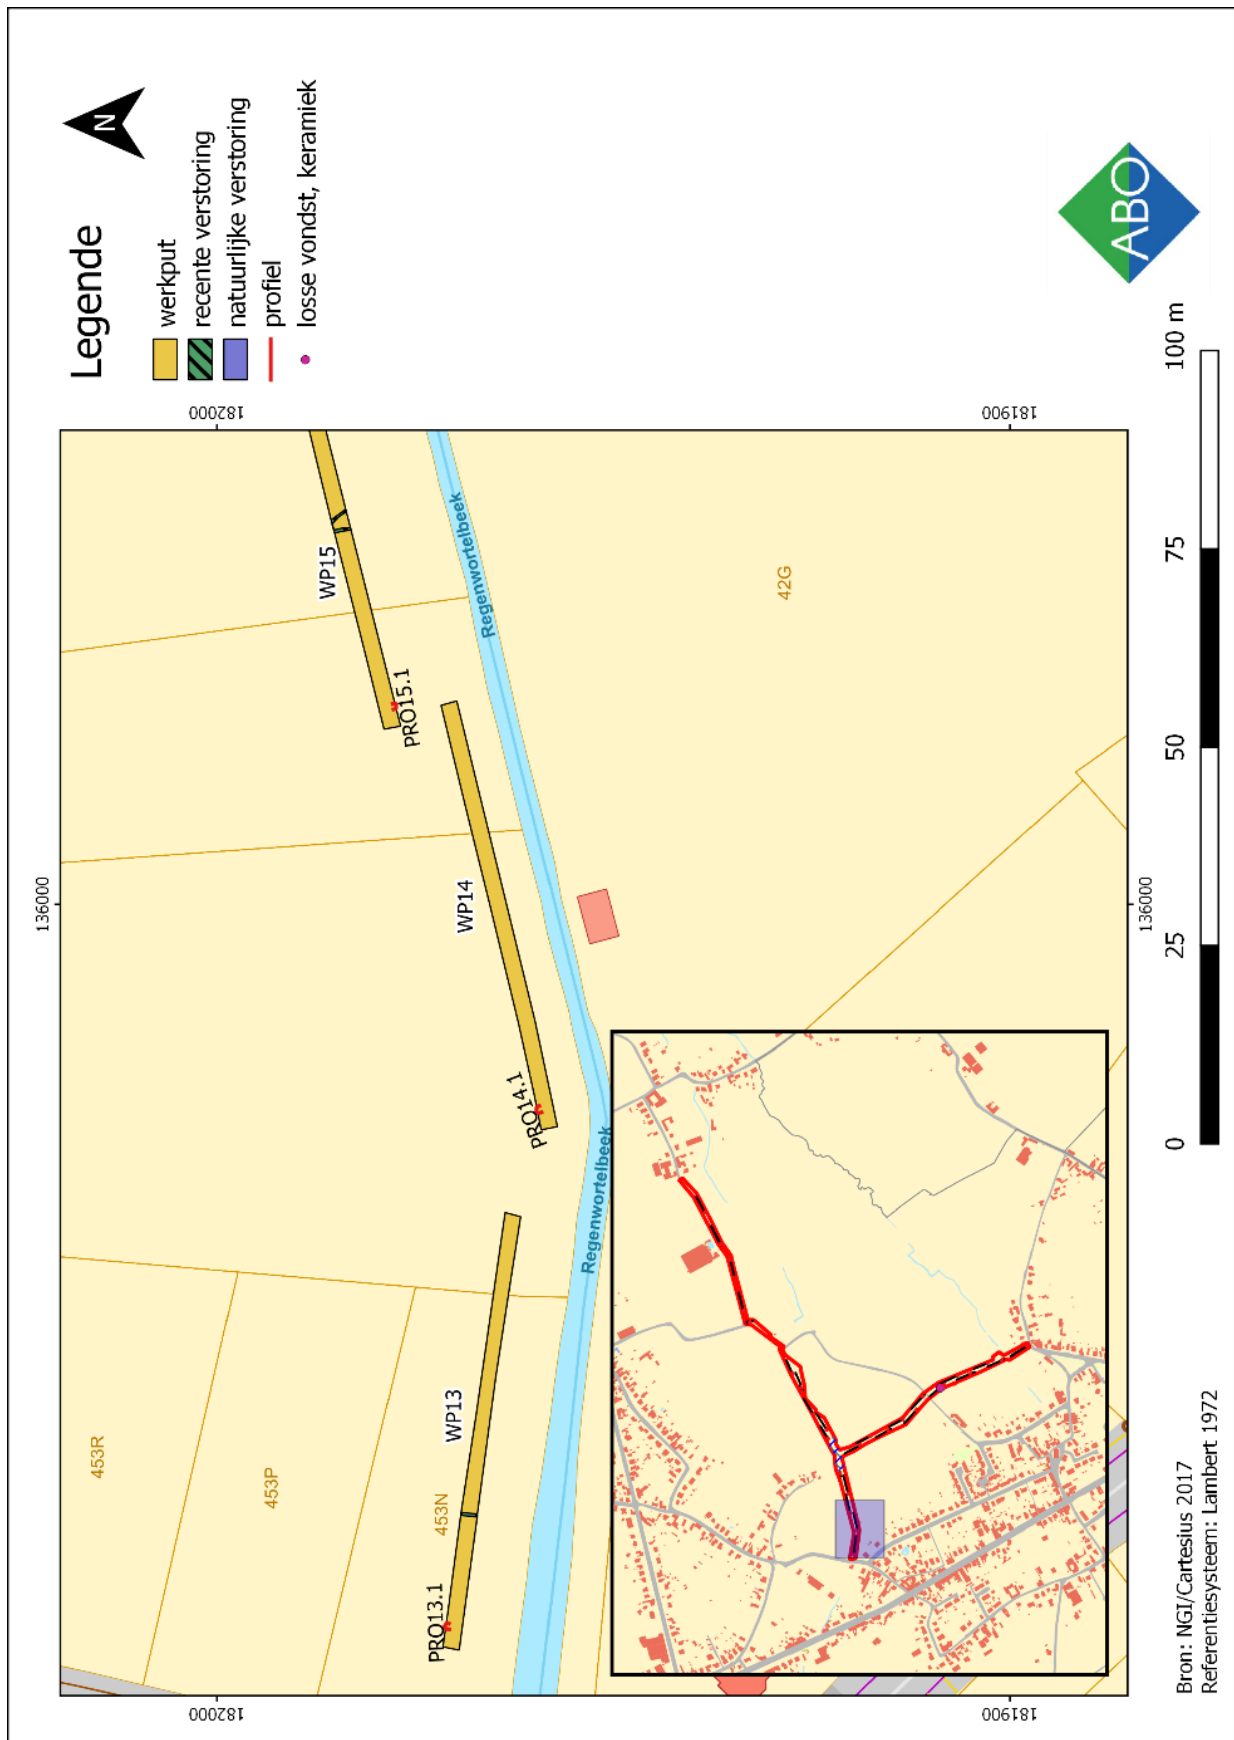 Legende
N
werkput
recente verstoring
natuurlijke verstoring
profiel
losse vondst, keramiek
136000
182000
182000
453R
453P
453N
WP13
PRO13.1
WP14
PRO14.1
WP15
PRO15.1
Regenwortelbeek
Regenwortelbeek
42G
181900
181900
136000
ABO
0 25 50 75 100 m
Bron: NGI/Cartesius 2017
Referentiesysteem: Lambert 1972